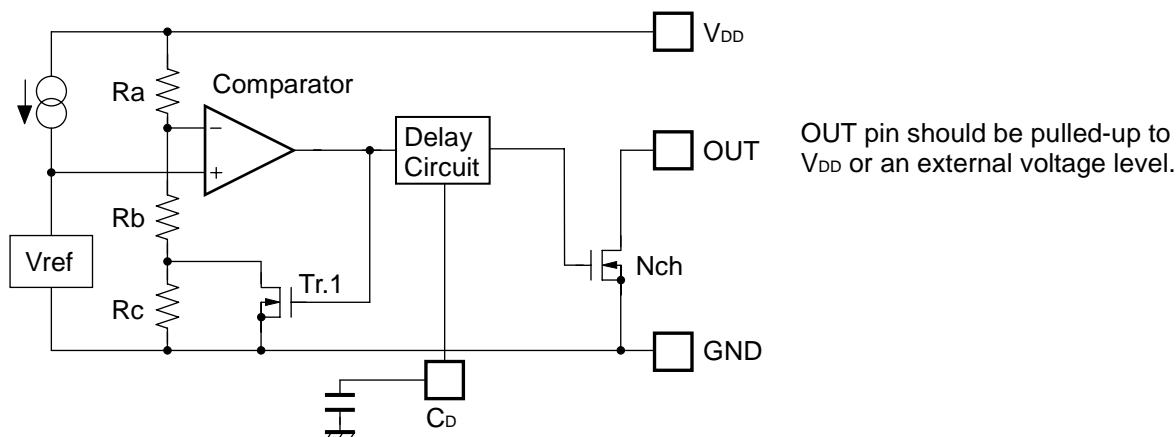 VDD
Ra
Comparator
−
+
Delay
Circuit
OUT
OUT pin should be pulled-up to
VDD or an external voltage level.
Rb
Vref
Rc
Tr.1
Nch
GND
CD